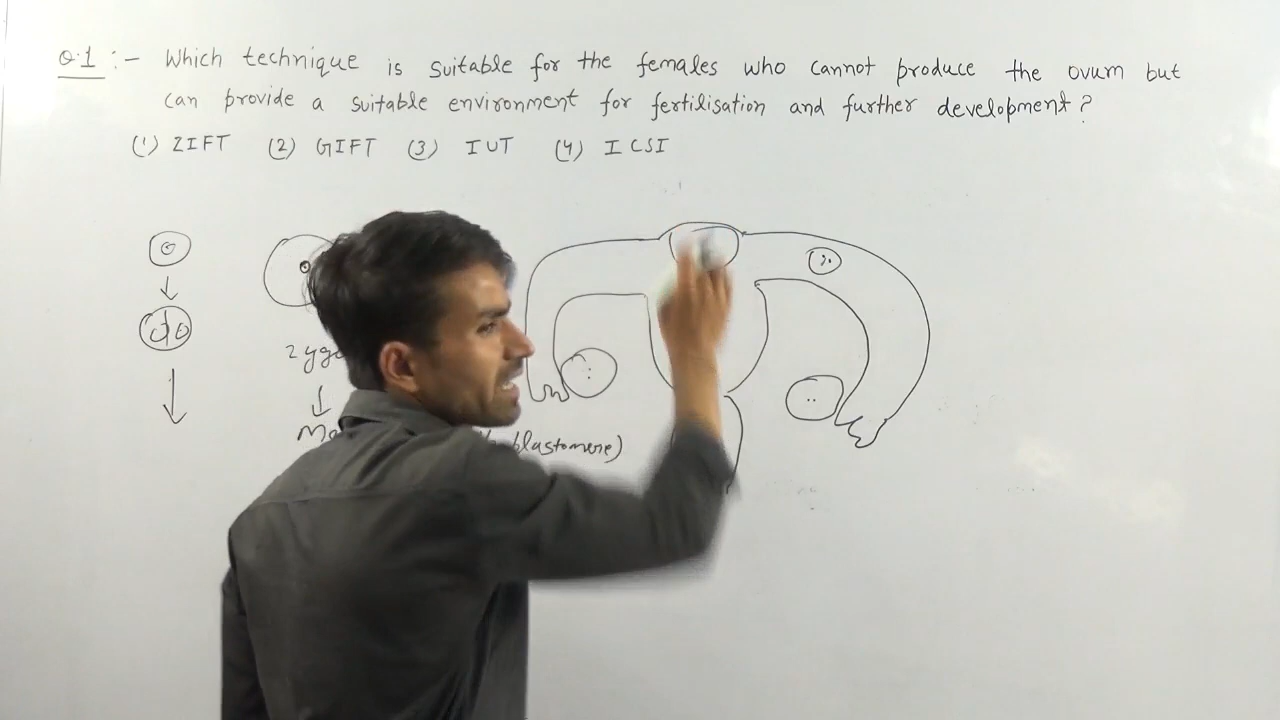 Q.1 :- Which technique is suitable for the females who cannot produce the ovum but
can provide a suitable environment for fertilisation and further development?
(1) ZIFT (2) GIFT (3) IUT (4) ICSI
blastomere)